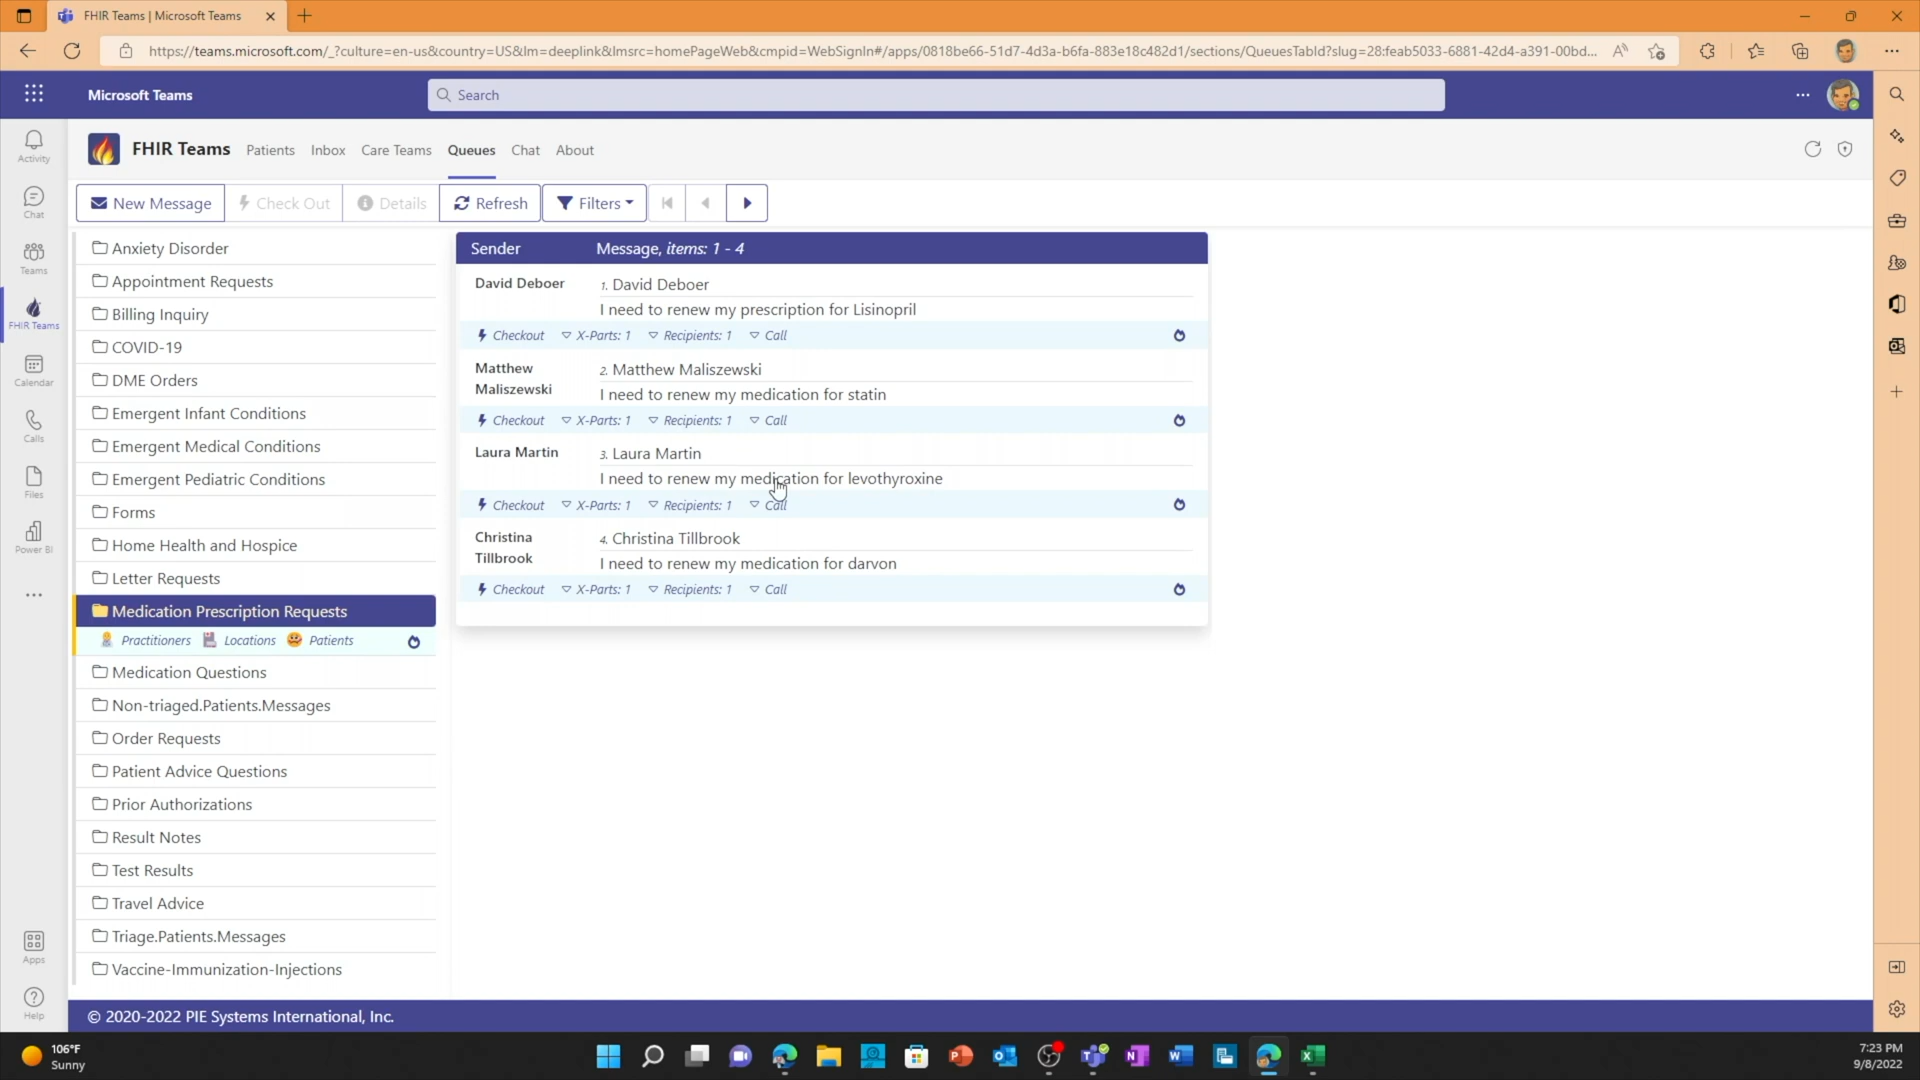 FHIR Teams | Microsoft Teams
https://teams.microsoft.com/_?culture=en-us&country=US&lm=deeplink&lmsrc=homePageWeb&cmpid=WebSignIn#/apps/0818be66-51d7-4d3a-b6fa-883e18c482d1/sections/QueuesTabId?slug=28:feab5033-6881-42d4-a391-00bd...
Microsoft Teams
Search
Activity
Chat
Teams
FHIR Teams
Calendar
Calls
Files
Power BI
Apps
Help
FHIR Teams Patients Inbox Care Teams Queues Chat About
New Message Check Out Details Refresh Filters
Anxiety Disorder
Appointment Requests
Billing Inquiry
COVID-19
DME Orders
Emergent Infant Conditions
Emergent Medical Conditions
Emergent Pediatric Conditions
Forms
Home Health and Hospice
Letter Requests
Medication Prescription Requests
Practitioners Locations Patients
Medication Questions
Non-triaged.Patients.Messages
Order Requests
Patient Advice Questions
Prior Authorizations
Result Notes
Test Results
Travel Advice
Triage.Patients.Messages
Vaccine-Immunization-Injections
Sender Message, items: 1 - 4
David Deboer
1. David Deboer
I need to renew my prescription for Lisinopril
Checkout X-Parts: 1 Recipients: 1 Call
Matthew
Maliszewski
2. Matthew Maliszewski
I need to renew my medication for statin
Checkout X-Parts: 1 Recipients: 1 Call
Laura Martin
3. Laura Martin
I need to renew my medication for levothyroxine
Checkout X-Parts: 1 Recipients: 1 Call
Christina
Tillbrook
4. Christina Tillbrook
I need to renew my medication for darvon
Checkout X-Parts: 1 Recipients: 1 Call
© 2020-2022 PIE Systems International, Inc.
106°F
Sunny
7:23 PM
9/8/2022